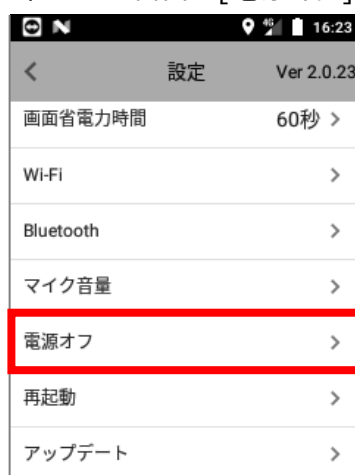 16:23
設定 Ver 2.0.23
画面省電力時間 60秒
Wi-Fi
Bluetooth
マイク音量
電源オフ
再起動
アップデート